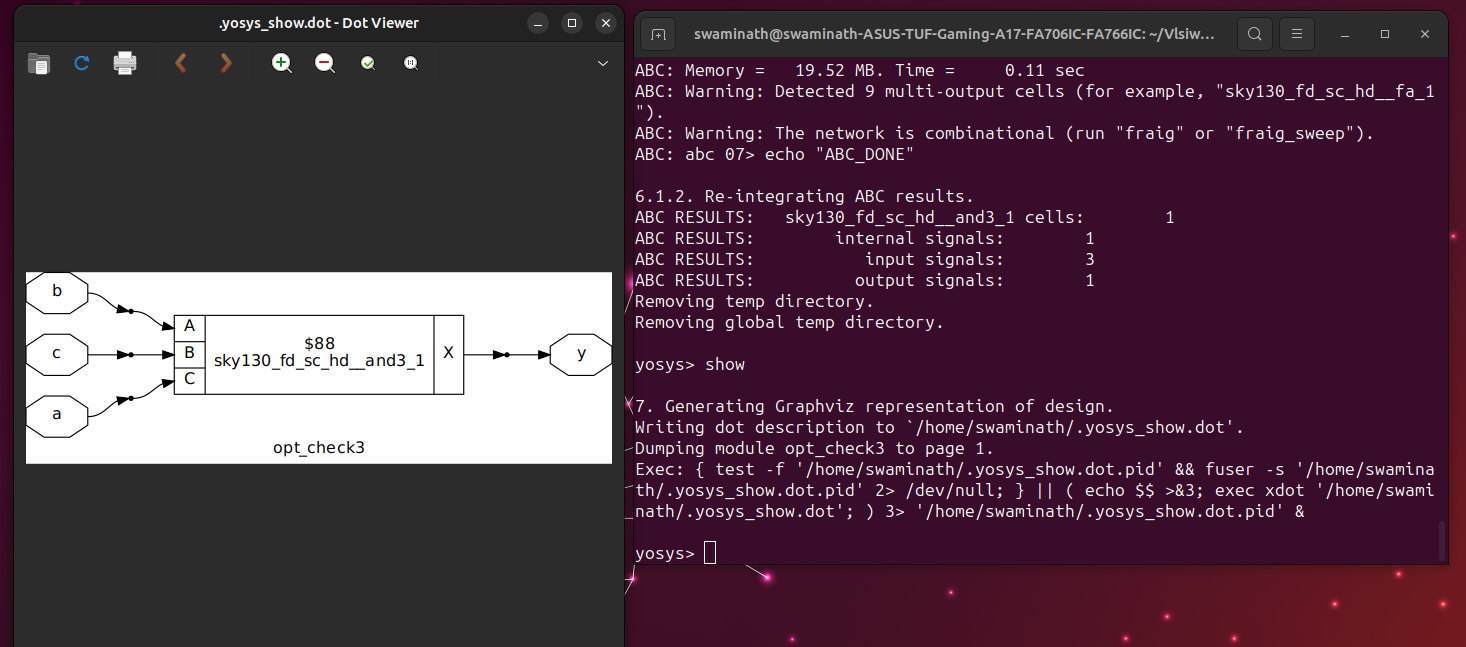 .yosys_show.dot - Dot Viewer
b
c
a
A
B
C
$88
sky130_fd_sc_hd__and3_1
X
y
opt_check3
swaminath@swaminath-ASUS-TUF-Gaming-A17-FA706IC-FA766IC: ~/Vlsiw...
ABC: Memory =   19.52 MB. Time =     0.11 sec
ABC: Warning: Detected 9 multi-output cells (for example, "sky130_fd_sc_hd__fa_1
").
ABC: Warning: The network is combinational (run "fraig" or "fraig_sweep").
ABC: abc 07> echo "ABC_DONE"
6.1.2. Re-integrating ABC results.
ABC RESULTS:   sky130_fd_sc_hd__and3_1 cells:        1
ABC RESULTS:        internal signals:        1
ABC RESULTS:           input signals:        3
ABC RESULTS:          output signals:        1
Removing temp directory.
Removing global temp directory.
yosys> show
7. Generating Graphviz representation of design.
Writing dot description to `/home/swaminath/.yosys_show.dot'.
Dumping module opt_check3 to page 1.
Exec: { test -f '/home/swaminath/.yosys_show.dot.pid' && fuser -s '/home/swamina
th/.yosys_show.dot.pid' 2> /dev/null; } || ( echo $$ >&3; exec xdot '/home/swami
nath/.yosys_show.dot'; ) 3> '/home/swaminath/.yosys_show.dot.pid' &
yosys>